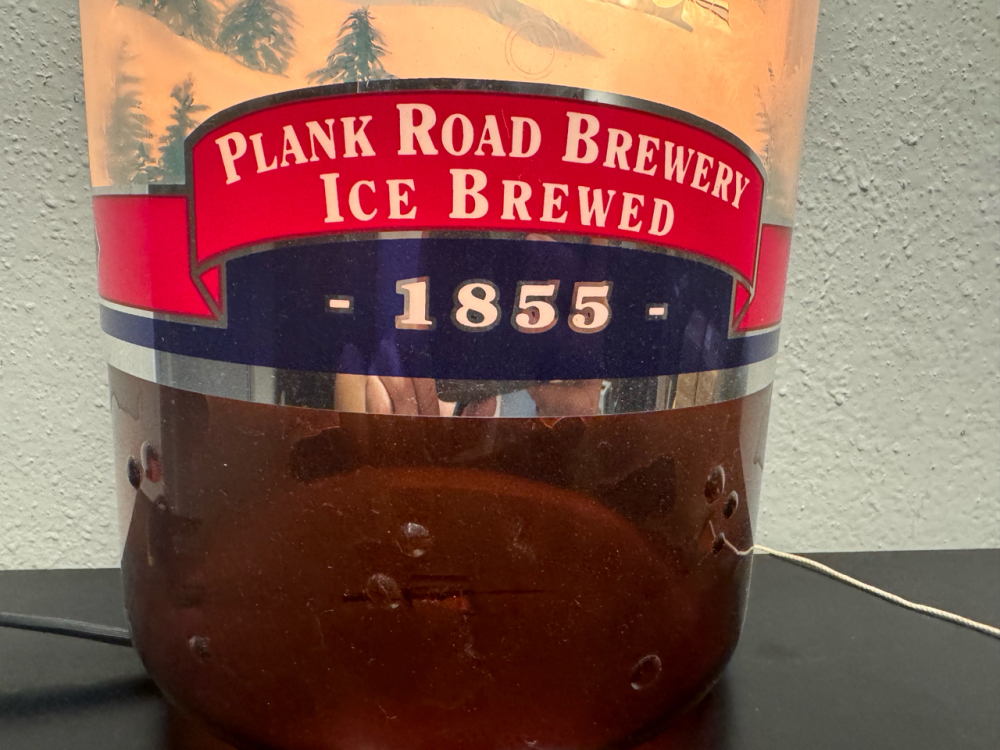 PLANK ROAD BREWERY
ICE BREWED
- 1855 -